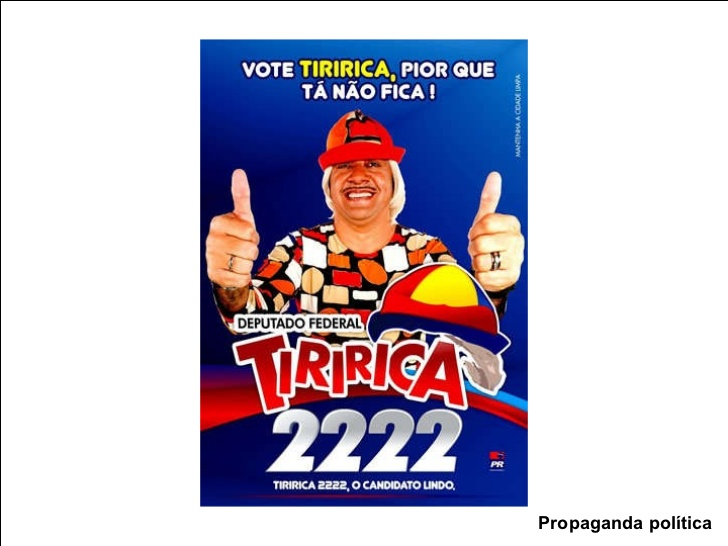 VOTE TIRIRICA, PIOR QUE
TÁ NÃO FICA !
MANTENHA A CIDADE LIMPA
DEPUTADO FEDERAL
TIRIRICA
2222
PR
TIRIRICA 2222, O CANDIDATO LINDO.
Propaganda política